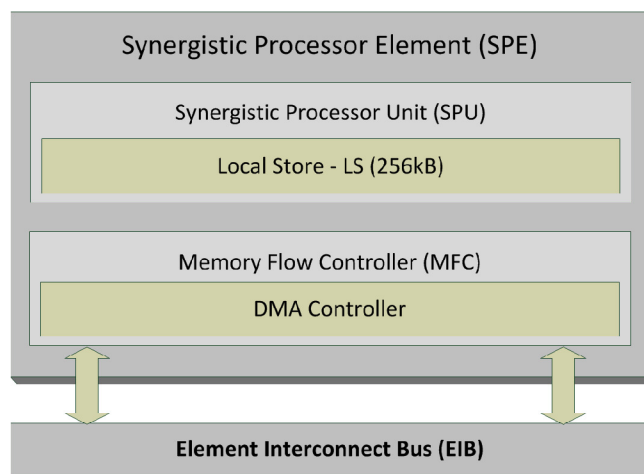 Synergistic Processor Element (SPE)
Synergistic Processor Unit (SPU)
Local Store - LS (256kB)
Memory Flow Controller (MFC)
DMA Controller
Element Interconnect Bus (EIB)